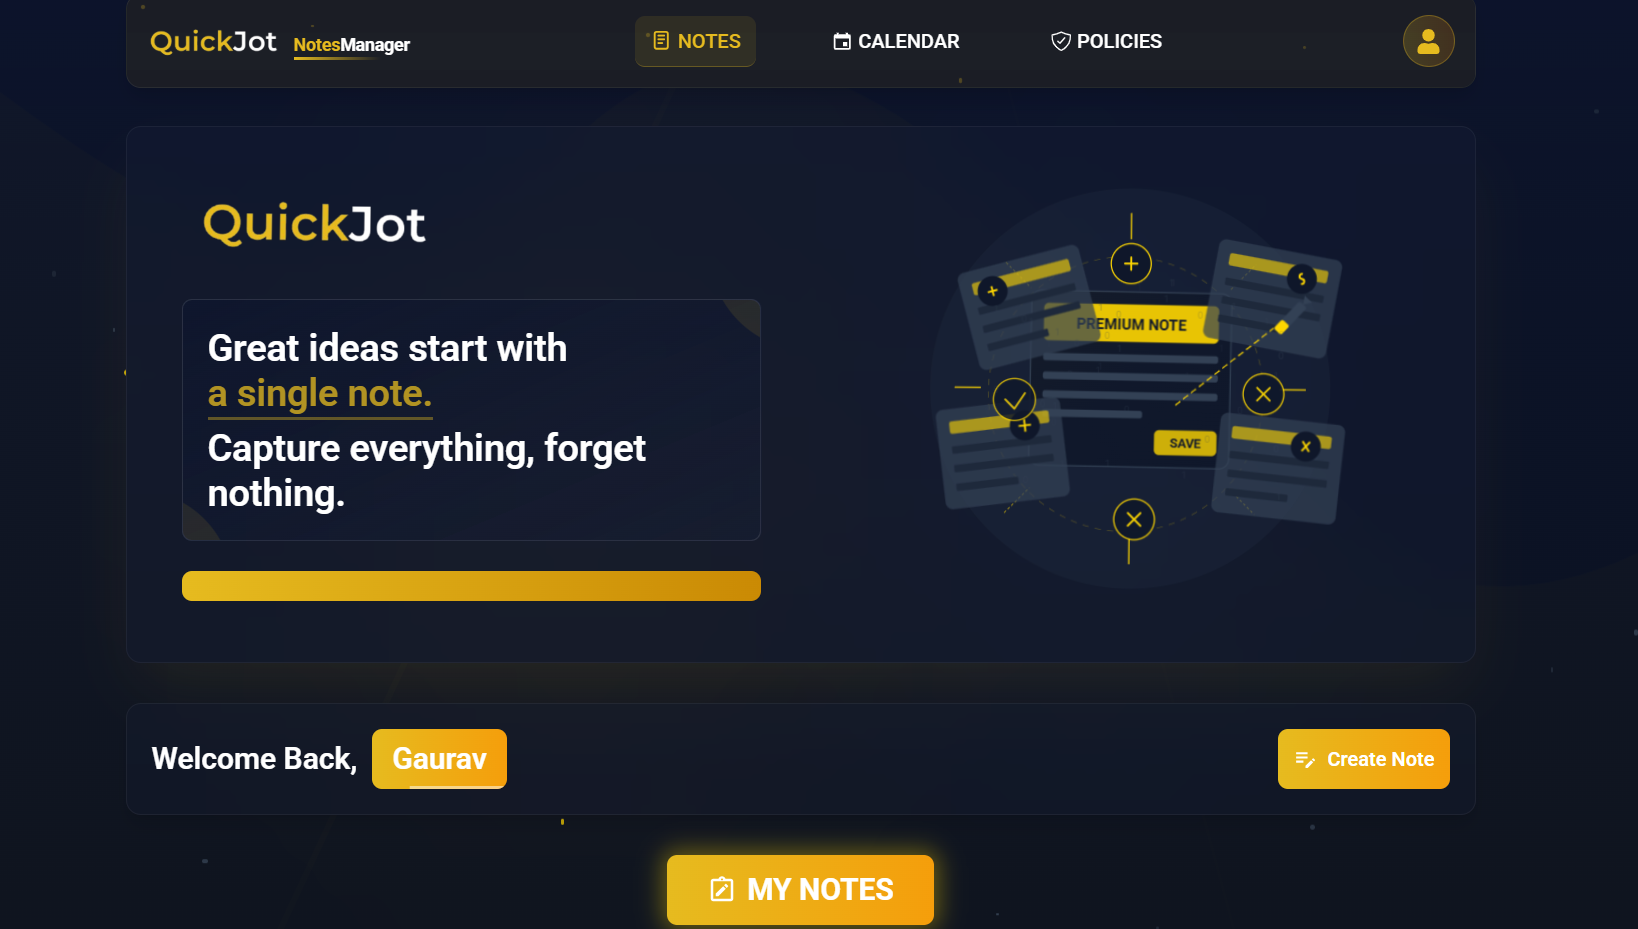 QuickJot NotesManager
NOTES
CALENDAR
POLICIES
QuickJot
Great ideas start with
a single note.
Capture everything, forget
nothing.
PREMIUM NOTE
SAVE
Welcome Back, Gaurav
Create Note
MY NOTES